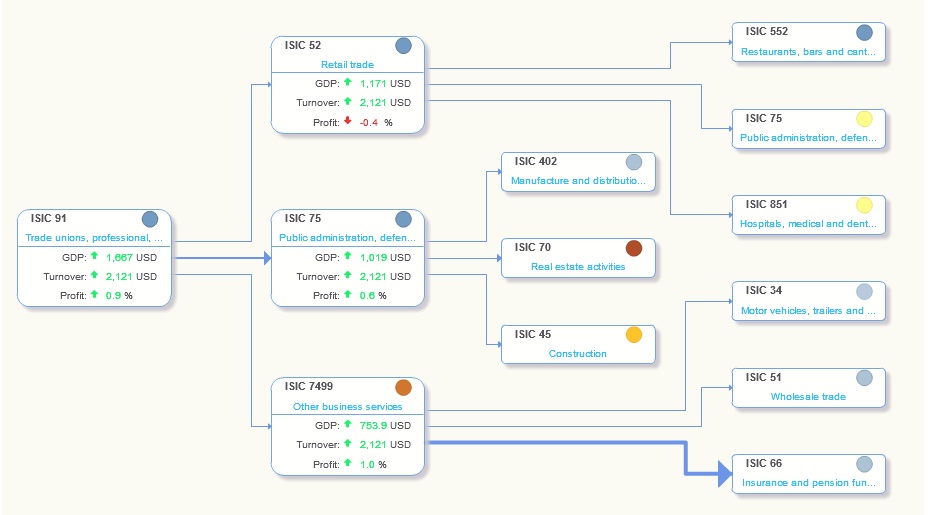 ISIC 91
Trade unions, professional, ...
GDP: 1,667 USD
Turnover: 2,121 USD
Profit: 0.9 %
ISIC 52
Retail trade
GDP: 1,171 USD
Turnover: 2,121 USD
Profit: -0.4 %
ISIC 75
Public administration, defen...
GDP: 1,019 USD
Turnover: 2,121 USD
Profit: 0.6 %
ISIC 7499
Other business services
GDP: 753.9 USD
Turnover: 2,121 USD
Profit: 1.0 %
ISIC 402
Manufacture and distributio...
ISIC 70
Real estate activities
ISIC 45
Construction
ISIC 552
Restaurants, bars and cant...
ISIC 75
Public administration, defen...
ISIC 851
Hospitals, medical and dent...
ISIC 34
Motor vehicles, trailers and ...
ISIC 51
Wholesale trade
ISIC 66
Insurance and pension fun...